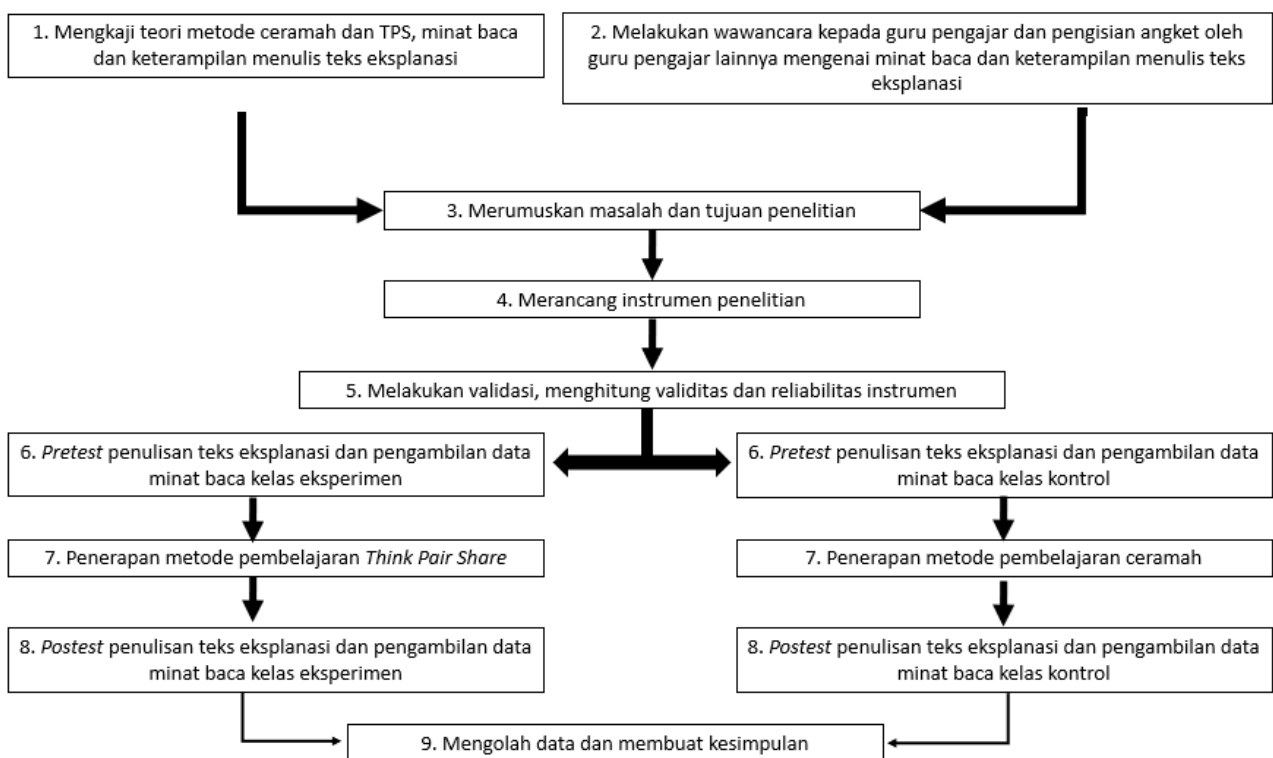 1. Mengkaji teori metode ceramah dan TPS, minat baca
dan keterampilan menulis teks eksplanasi
2. Melakukan wawancara kepada guru pengajar dan pengisian angket oleh
guru pengajar lainnya mengenai minat baca dan keterampilan menulis teks
eksplanasi
3. Merumuskan masalah dan tujuan penelitian
4. Merancang instrumen penelitian
5. Melakukan validasi, menghitung validitas dan reliabilitas instrumen
6. Pretest penulisan teks eksplanasi dan pengambilan data
minat baca kelas eksperimen
6. Pretest penulisan teks eksplanasi dan pengambilan data
minat baca kelas kontrol
7. Penerapan metode pembelajaran Think Pair Share
7. Penerapan metode pembelajaran ceramah
8. Postest penulisan teks eksplanasi dan pengambilan data
minat baca kelas eksperimen
8. Postest penulisan teks eksplanasi dan pengambilan data
minat baca kelas kontrol
9. Mengolah data dan membuat kesimpulan